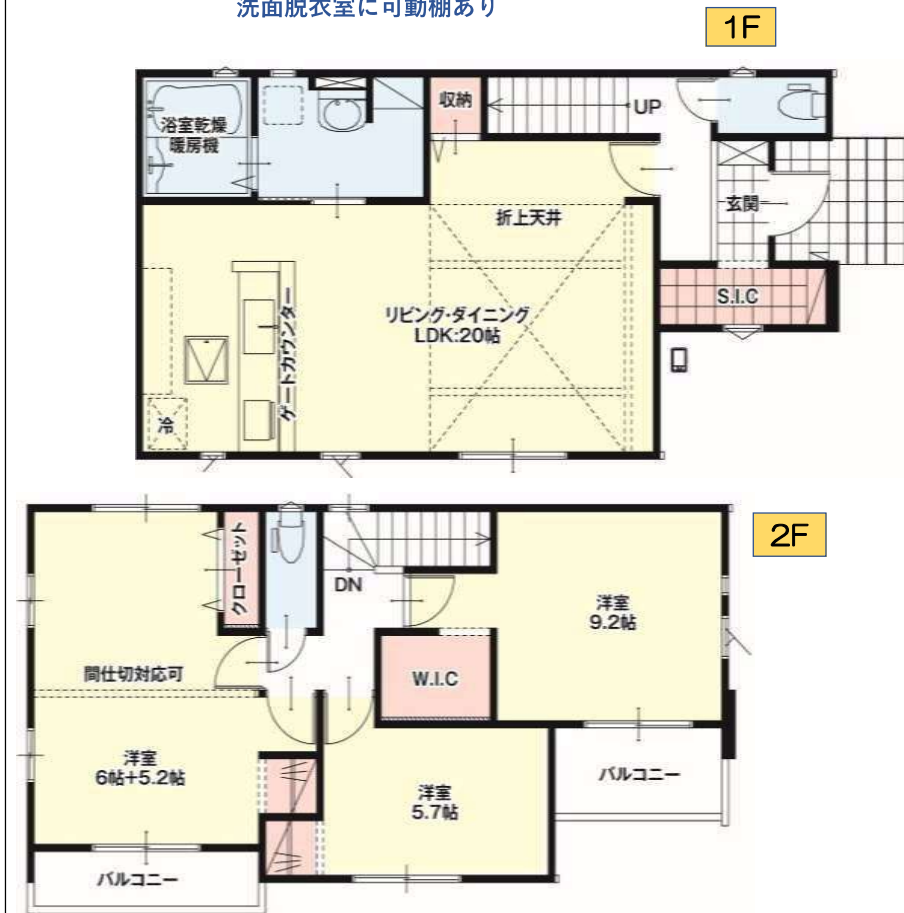 洗面脱衣室に可動棚あり
1F
浴室乾燥
暖房機
収納
UP
玄関
折上天井
S.I.C
リビング・ダイニング
LDK:20帖
ゲートカウンター
冷
2F
クローゼット
DN
洋室
9.2帖
間仕切対応可
W.I.C
洋室
6帖+5.2帖
洋室
5.7帖
バルコニー
バルコニー